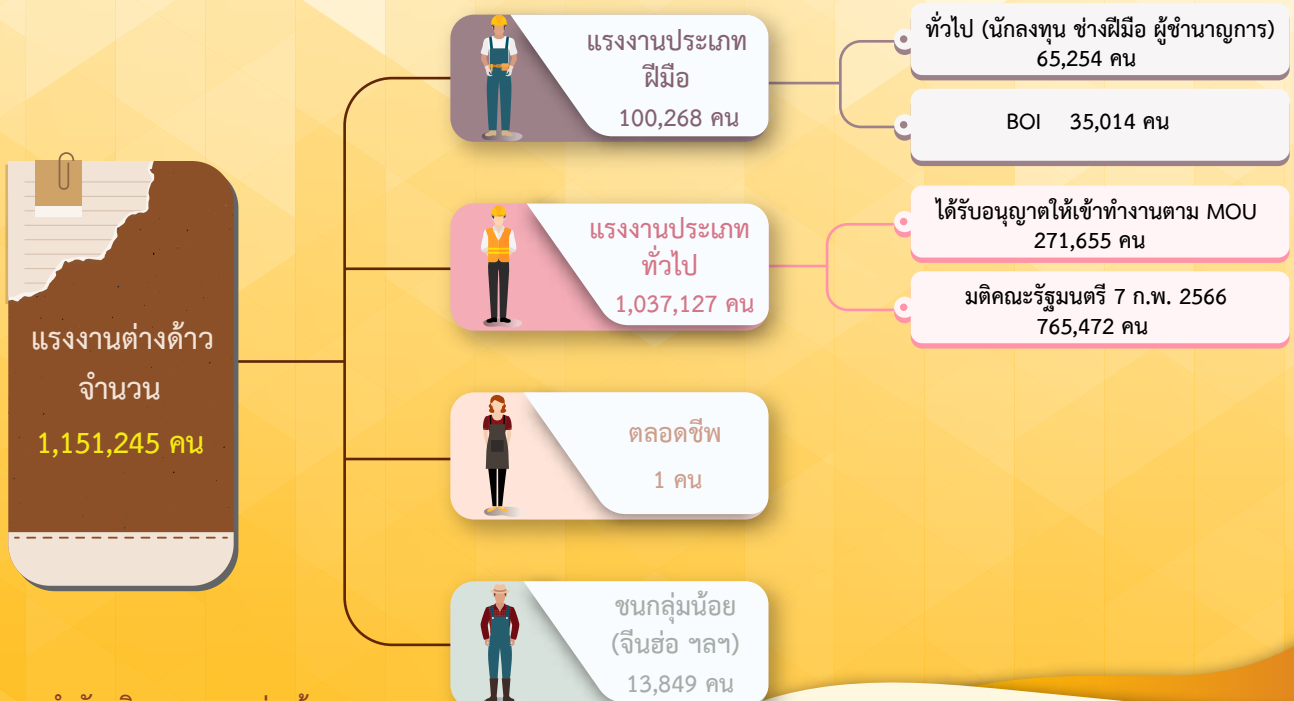 แรงงานต่างด้าว
จำนวน
1,151,245 คน
แรงงานประเภท
ฝีมือ
100,268 คน
ทั่วไป (นักลงทุน ช่างฝีมือ ผู้ชำนาญการ)
65,254 คน
BOI 35,014 คน
แรงงานประเภท
ทั่วไป
1,037,127 คน
ได้รับอนุญาตให้เข้าทำงานตาม MOU
271,655 คน
มติคณะรัฐมนตรี 7 ก.พ. 2566
765,472 คน
ตลอดชีพ
1 คน
ชนกลุ่มน้อย
(จีนฮ่อ ฯลฯ)
13,849 คน